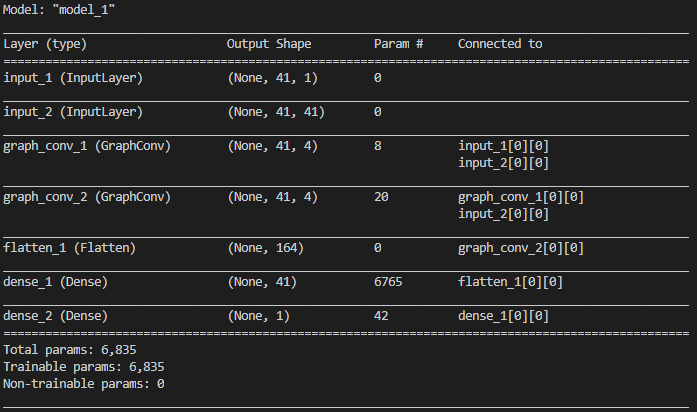 Model: "model_1"
Layer (type) Output Shape Param # Connected to
input_1 (InputLayer) (None, 41, 1) 0
input_2 (InputLayer) (None, 41, 41) 0
graph_conv_1 (GraphConv) (None, 41, 4) 8 input_1[0][0]
input_2[0][0]
graph_conv_2 (GraphConv) (None, 41, 4) 20 graph_conv_1[0][0]
input_2[0][0]
flatten_1 (Flatten) (None, 164) 0 graph_conv_2[0][0]
dense_1 (Dense) (None, 41) 6765 flatten_1[0][0]
dense_2 (Dense) (None, 1) 42 dense_1[0][0]
Total params: 6,835
Trainable params: 6,835
Non-trainable params: 0